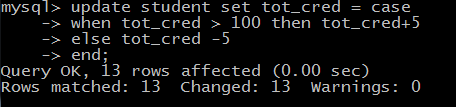 mysql> update student set tot_cred = case
-> when tot_cred > 100 then tot_cred+5
-> else tot_cred -5
-> end;
Query OK, 13 rows affected (0.00 sec)
Rows matched: 13  Changed: 13  Warnings: 0